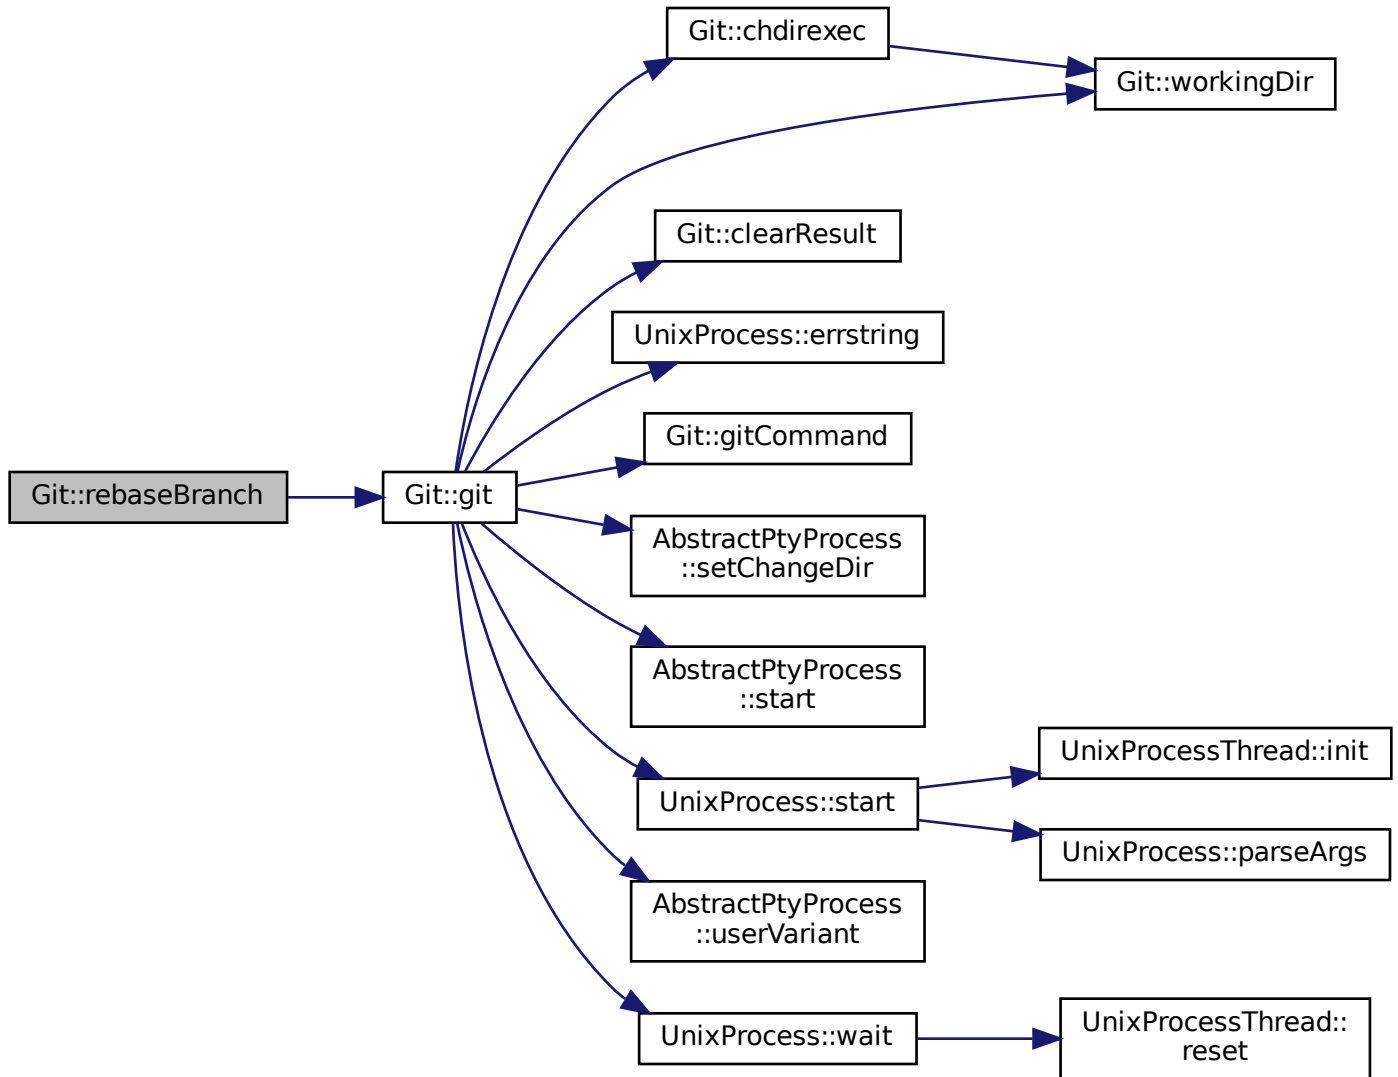 Git::chdirexec
Git::workingDir
Git::clearResult
UnixProcess::errstring
Git::gitCommand
Git::rebaseBranch
Git::git
AbstractPtyProcess
::setChangeDir
AbstractPtyProcess
::start
UnixProcessThread::init
UnixProcess::start
UnixProcess::parseArgs
AbstractPtyProcess
::userVariant
UnixProcess::wait
UnixProcessThread::
reset